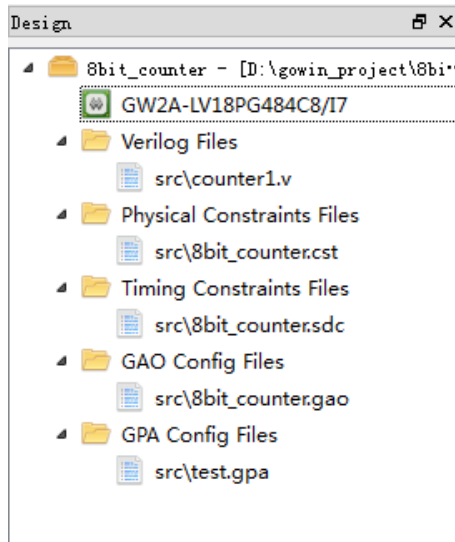 Design
8bit_counter - [D:\gowin_project\8bi
GW2A-LV18PG484C8/I7
Verilog Files
src\counter1.v
Physical Constraints Files
src\8bit_counter.cst
Timing Constraints Files
src\8bit_counter.sdc
GAO Config Files
src\8bit_counter.gao
GPA Config Files
src\test.gpa